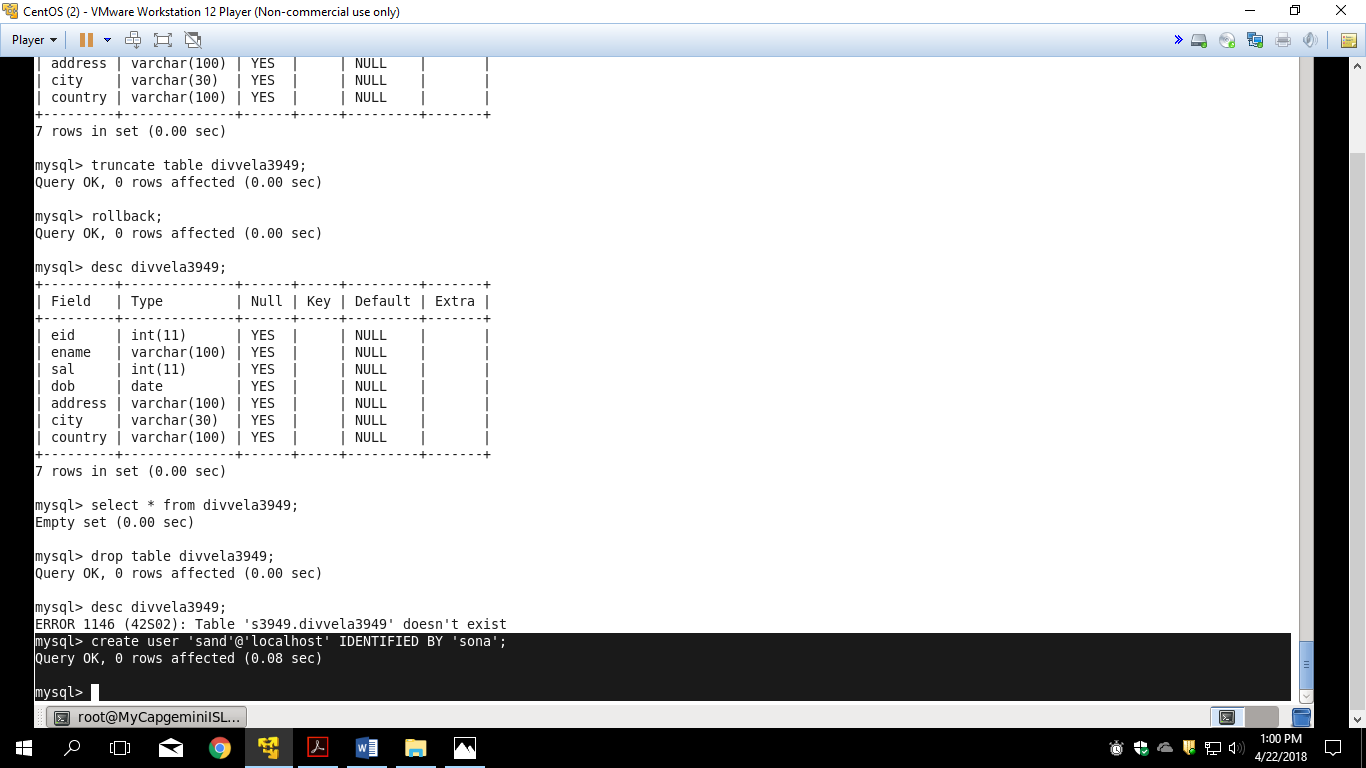 CentOS (2) - VMware Workstation 12 Player (Non-commercial use only)
Player
| address | varchar(100) | YES  |     | NULL    |       |
| city    | varchar(30)  | YES  |     | NULL    |       |
| country | varchar(100) | YES  |     | NULL    |       |
+---------+--------------+------+-----+---------+-------+
7 rows in set (0.00 sec)
mysql> truncate table divvela3949;
Query OK, 0 rows affected (0.00 sec)
mysql> rollback;
Query OK, 0 rows affected (0.00 sec)
mysql> desc divvela3949;
+---------+--------------+------+-----+---------+-------+
| Field   | Type         | Null | Key | Default | Extra |
+---------+--------------+------+-----+---------+-------+
| eid     | int(11)      | YES  |     | NULL    |       |
| ename   | varchar(100) | YES  |     | NULL    |       |
| sal     | int(11)      | YES  |     | NULL    |       |
| dob     | date         | YES  |     | NULL    |       |
| address | varchar(100) | YES  |     | NULL    |       |
| city    | varchar(30)  | YES  |     | NULL    |       |
| country | varchar(100) | YES  |     | NULL    |       |
+---------+--------------+------+-----+---------+-------+
7 rows in set (0.00 sec)
mysql> select * from divvela3949;
Empty set (0.00 sec)
mysql> drop table divvela3949;
Query OK, 0 rows affected (0.00 sec)
mysql> desc divvela3949;
ERROR 1146 (42S02): Table 's3949.divvela3949' doesn't exist
mysql> create user 'sand'@'localhost' IDENTIFIED BY 'sona';
Query OK, 0 rows affected (0.08 sec)
mysql>
root@MyCapgeminiISL...
1:00 PM
4/22/2018